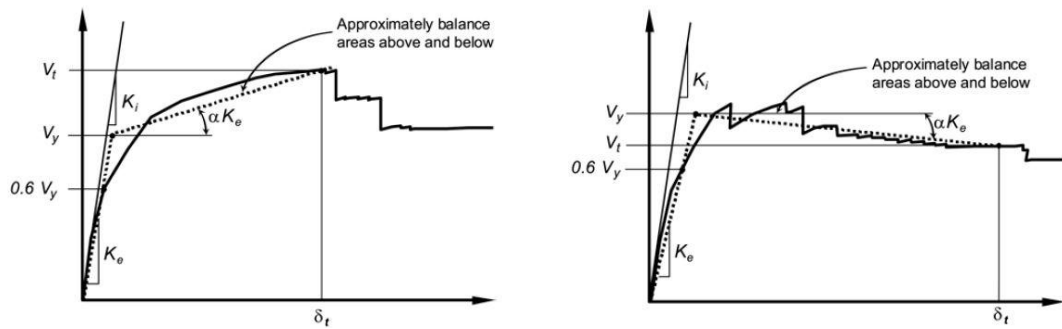 Approximately balance
areas above and below
V_t
K_i
αK_e
V_y
0.6 V_y
K_e
δ_t
K_i
Approximately balance
areas above and below
V_y
αK_e
V_t
0.6 V_y
K_e
δ_t